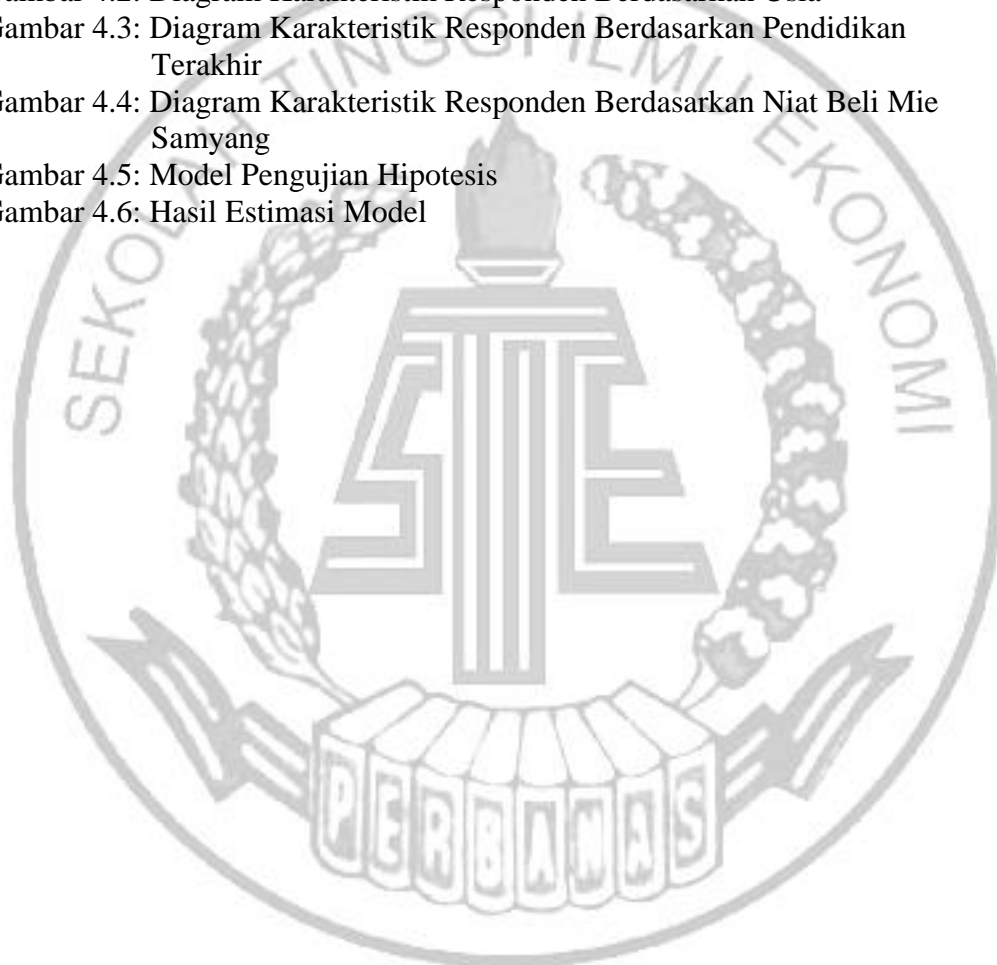 Gambar 4.3: Diagram Karakteristik Responden Berdasarkan Pendidikan
Terakhir
Gambar 4.4: Diagram Karakteristik Responden Berdasarkan Niat Beli Mie
Samyang
Gambar 4.5: Model Pengujian Hipotesis
Gambar 4.6: Hasil Estimasi Model
SEKOLAH TINGGI ILMU EKONOMI
STIE
PERBANAS